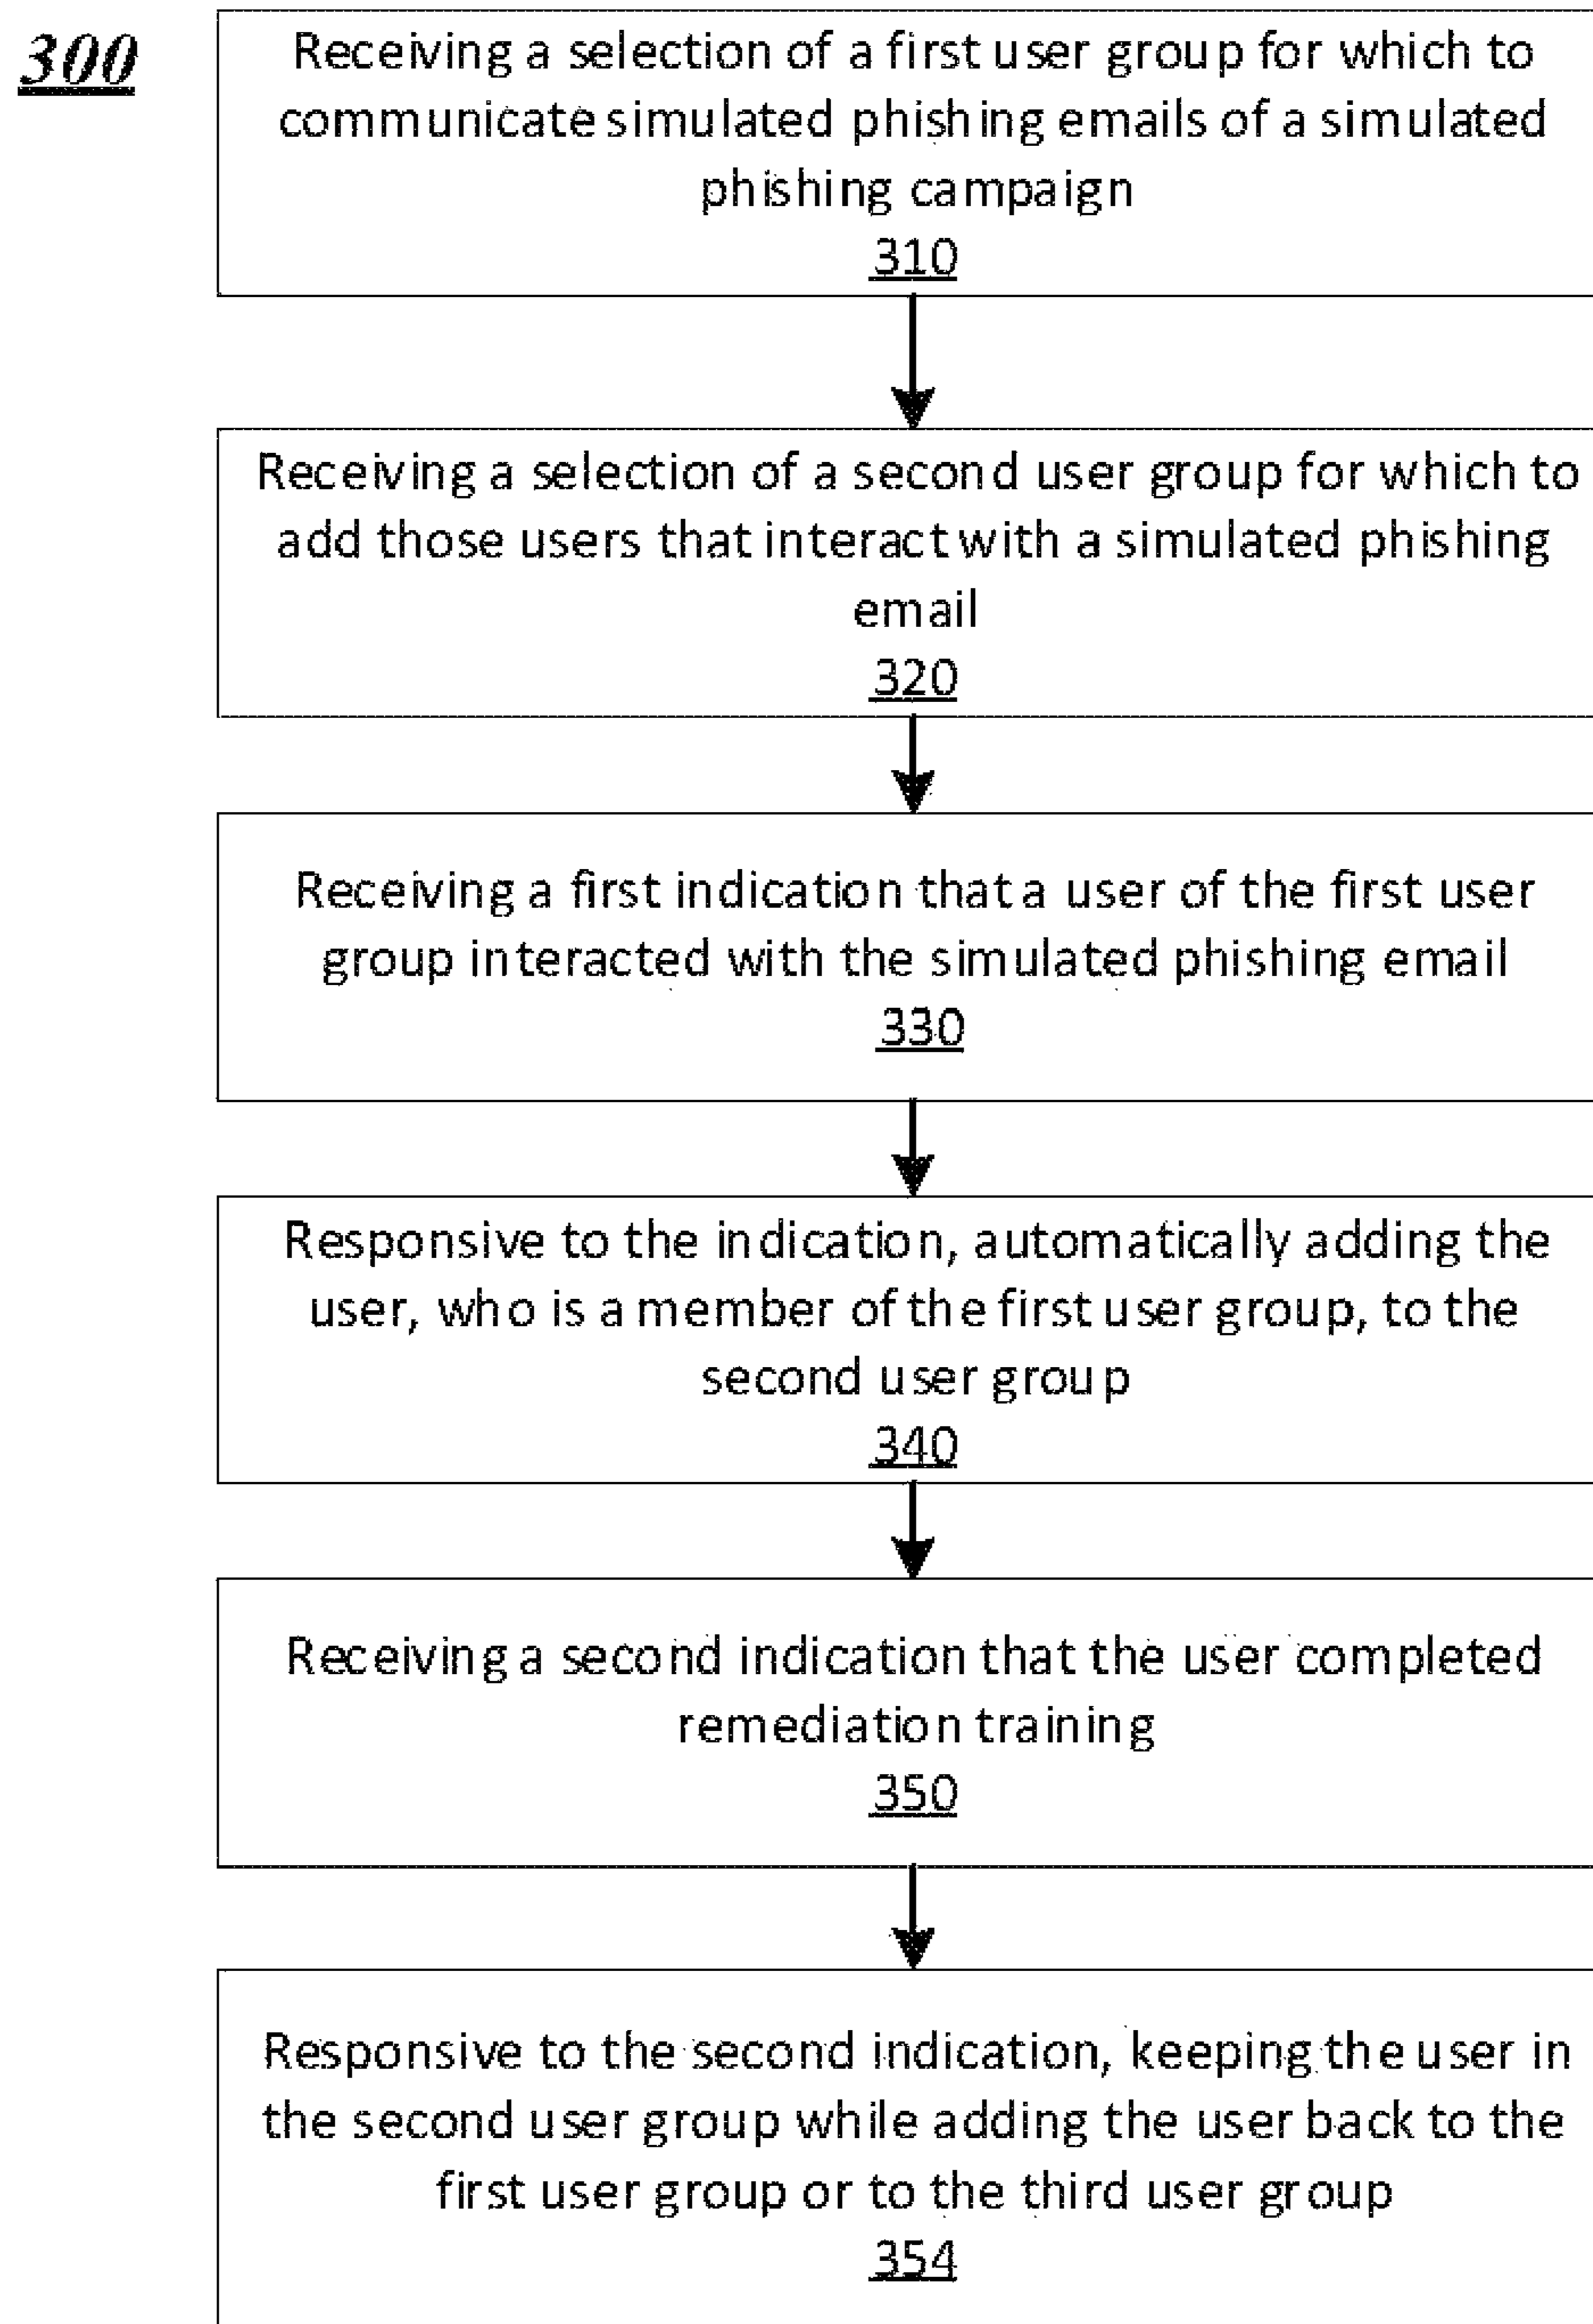 300
Receiving a selection of a first user group for which to
communicate simulated phishing emails of a simulated
phishing campaign
310
Receiving a selection of a second user group for which to
add those users that interact with a simulated phishing
email
320
Receiving a first indication that a user of the first user
group interacted with the simulated phishing email
330
Responsive to the indication, automatically adding the
user, who is a member of the first user group, to the
second user group
340
Receiving a second indication that the user completed
remediation training
350
Responsive to the second indication, keeping the user in
the second user group while adding the user back to the
first user group or to the third user group
354